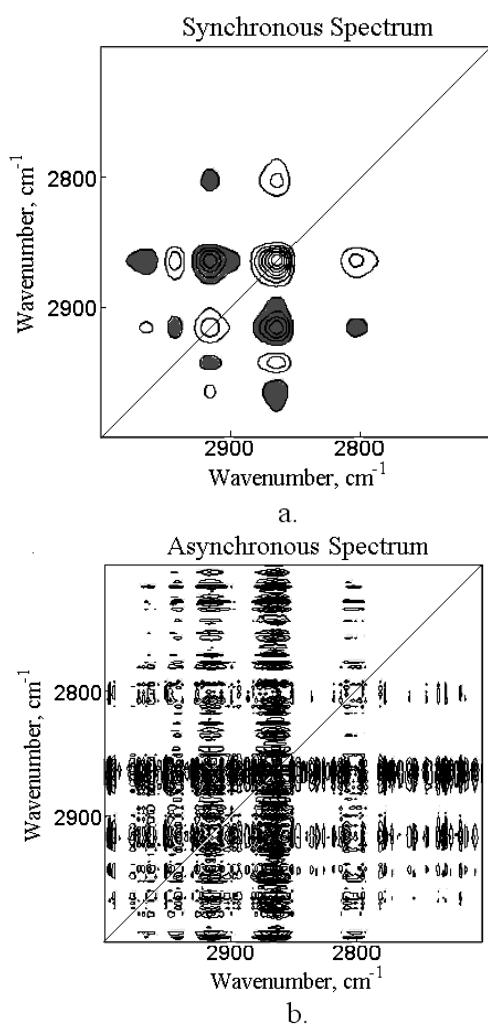 Synchronous Spectrum
Wavenumber, cm-1
2800
2900
2900 2800
Wavenumber, cm-1
a.
Asynchronous Spectrum
Wavenumber, cm-1
2800
2900
2900 2800
Wavenumber, cm-1
b.